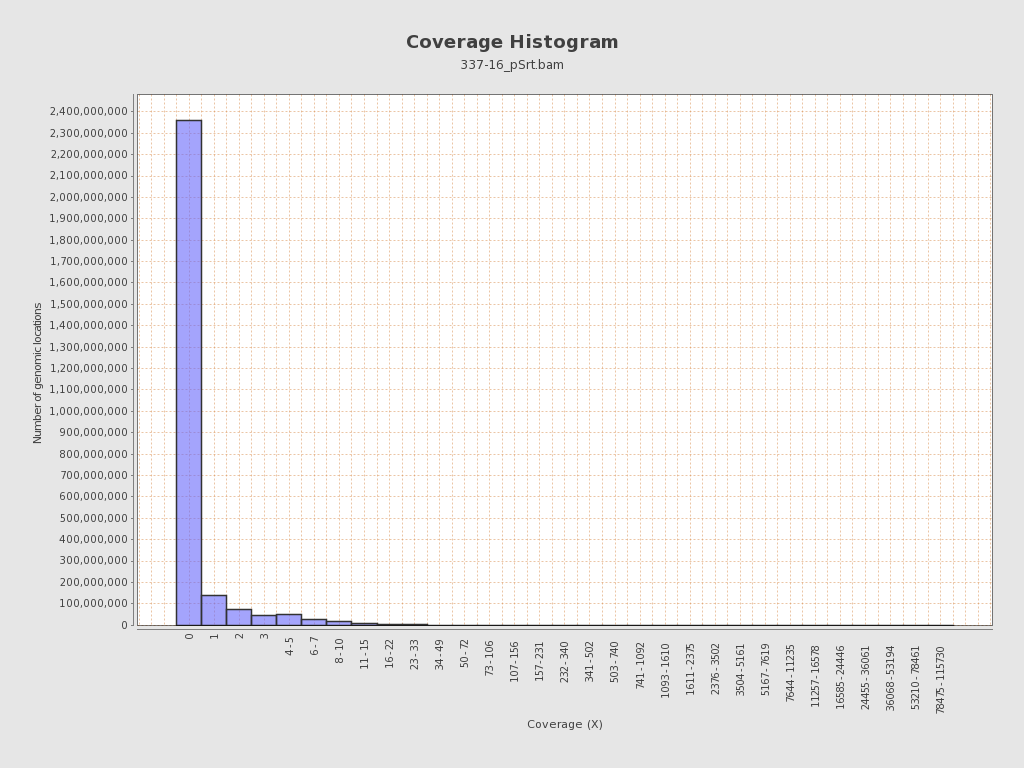 Coverage Histogram
337-16_pSrt.bam
Number of genomic locations
2,400,000,000
2,300,000,000
2,200,000,000
2,100,000,000
2,000,000,000
1,900,000,000
1,800,000,000
1,700,000,000
1,600,000,000
1,500,000,000
1,400,000,000
1,300,000,000
1,200,000,000
1,100,000,000
1,000,000,000
900,000,000
800,000,000
700,000,000
600,000,000
500,000,000
400,000,000
300,000,000
200,000,000
100,000,000
0
0
1
2
3
4 - 5
6 - 7
8 - 10
11 - 15
16 - 22
23 - 33
34 - 49
50 - 72
73 - 106
107 - 156
157 - 231
232 - 340
341 - 502
503 - 740
741 - 1092
1093 - 1610
1611 - 2375
2376 - 3502
3504 - 5161
5167 - 7619
7644 - 11235
11257 - 16578
16585 - 24446
24455 - 36061
36068 - 53194
53210 - 78461
78475 - 115730
Coverage (X)